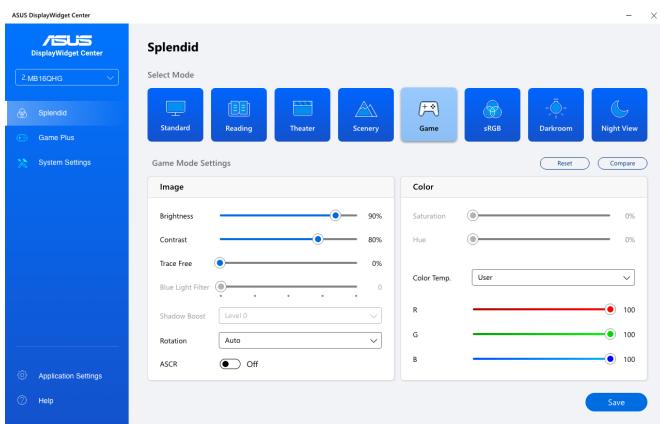 ASUS DisplayWidget Center
ASUS
DisplayWidget Center
2.MB16QHG
Splendid
Game Plus
System Settings
Application Settings
Help
Splendid
Select Mode
Standard
Reading
Theater
Scenery
Game
sRGB
Darkroom
Night View
Game Mode Settings
Reset
Compare
Image
Brightness 90%
Contrast 80%
Trace Free 0%
Blue Light Filter 0
Shadow Boost Level 0
Rotation Auto
ASCR Off
Color
Saturation 0%
Hue 0%
Color Temp. User
R 100
G 100
B 100
Save